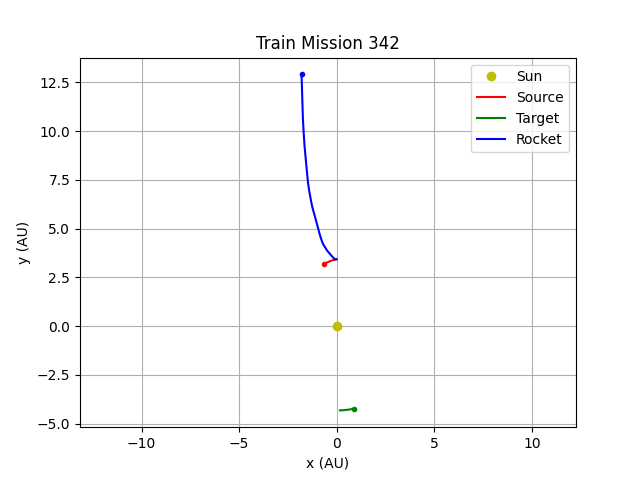 Train Mission 342
Sun
Source
Target
Rocket
12.5
10.0
7.5
5.0
2.5
0.0
−2.5
−5.0
y (AU)
−10
−5
0
5
10
x (AU)